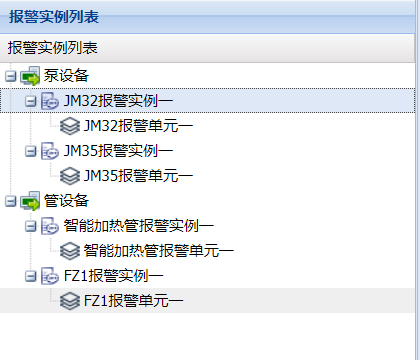 报警实例列表
报警实例列表
泵设备
JM32报警实例一
JM32报警单元一
JM35报警实例一
JM35报警单元一
管设备
智能加热管报警实例一
智能加热管报警单元一
FZ1报警实例一
FZ1报警单元一